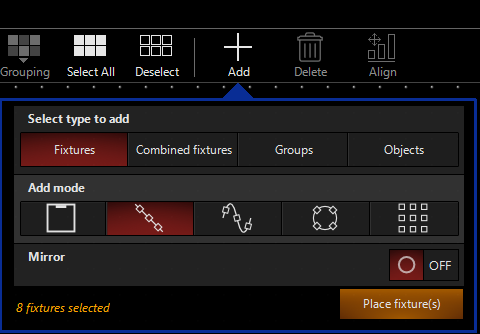 Grouping Select All Deselect Add Delete Align
Select type to add
Fixtures Combined fixtures Groups Objects
Add mode
Mirror
OFF
8 fixtures selected
Place fixture(s)